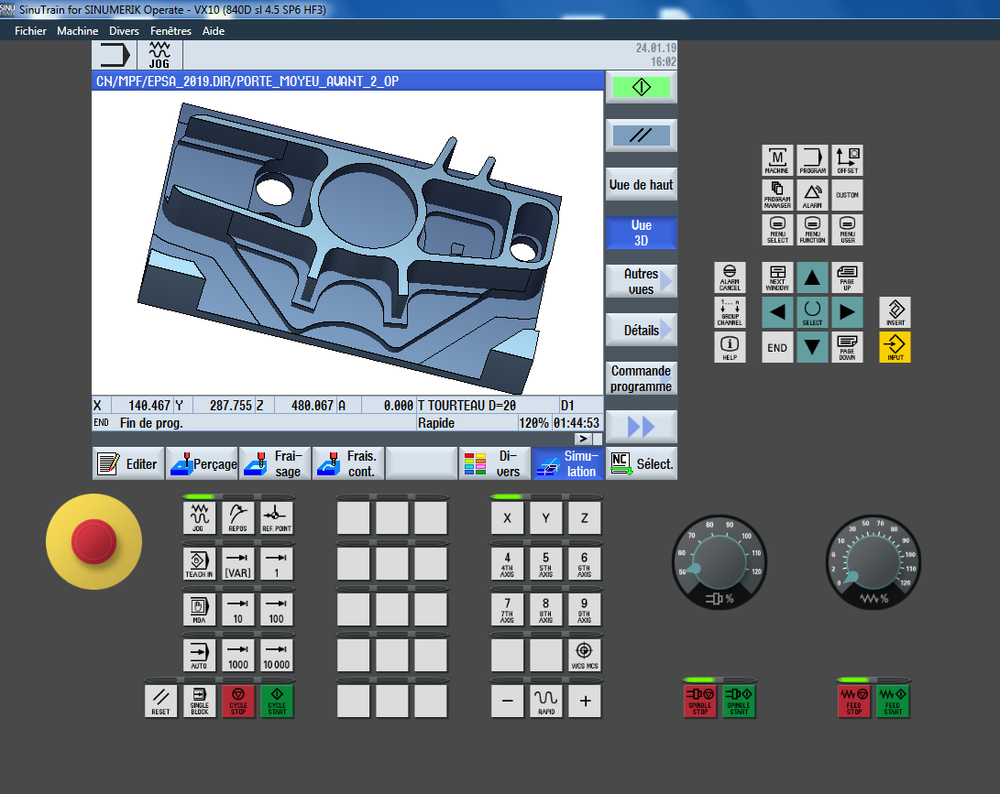 SINU
TRAIN
SinuTrain for SINUMERIK Operate - VX10 (840D sl 4.5 SP6 HF3)
Fichier Machine Divers Fenêtres Aide
JOG
24.01.19
16:02
CN/MPF/EPSA_2019.DIR/PORTE_MOYEU_AVANT_2_OP
Vue de haut
Vue
3D
Autres
vues
Détails
Commande
programme
X 140.467 Y 287.755 Z 480.067 A 0.000 T TOURTEAU D=20 D1
END Fin de prog. Rapide 120% 01:44:53
>
Editer
Perçage
Frai-
sage
Frais.
cont.
Di-
vers
Simu-
lation
NC
Sélect.
M
MACHINE
PROGRAM
OFFSET
PROGRAM
MANAGER
ALARM
CUSTOM
MENU
SELECT
MENU
FUNCTION
MENU
USER
ALARM
CANCEL
NEXT
WINDOW
PAGE
UP
1... n
GROUP
CHANNEL
SELECT
INSERT
i
HELP
END
PAGE
DOWN
INPUT
JOG
REPOS
REF. POINT
TEACH IN
[VAR]
1
MDA
10
100
AUTO
1000
10 000
RESET
SINGLE
BLOCK
CYCLE
STOP
CYCLE
START
X Y Z
4
4TH
AXIS
5
5TH
AXIS
6
6TH
AXIS
7
7TH
AXIS
8
8TH
AXIS
9
9TH
AXIS
WCS MCS
−
RAPID
+
50 60 70 80 90 100 110 120
%
0 2 6 10 30 50 70 80 90 100 110 120
%
SPINDLE
STOP
SPINDLE
START
FEED
STOP
FEED
START